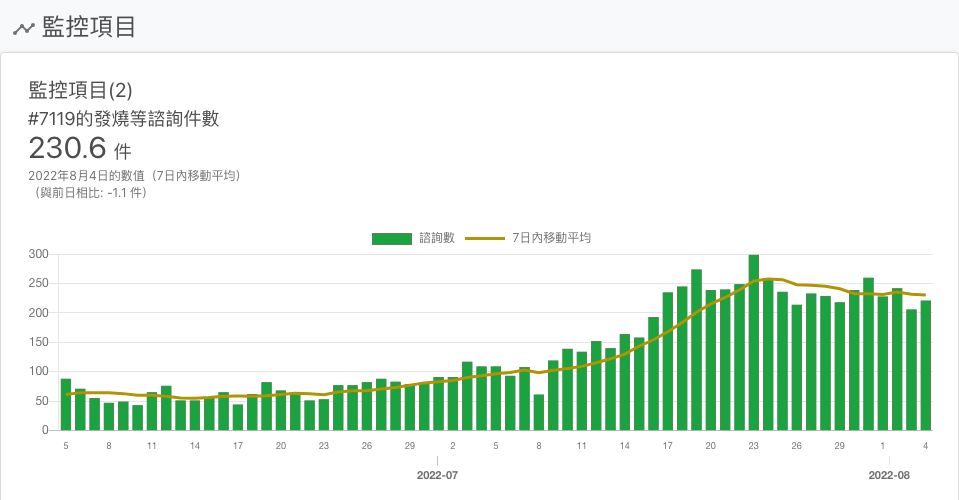 監控項目
監控項目(2)
#7119的發燒等諮詢件數
230.6 件
2022年8月4日的數值（7日內移動平均）
（與前日相比: -1.1 件）
諮詢數 7日內移動平均
300
250
200
150
100
50
0
5 8 11 14 17 20 23 26 29 2 5 8 11 14 17 20 23 26 29 1 4
2022-07 2022-08